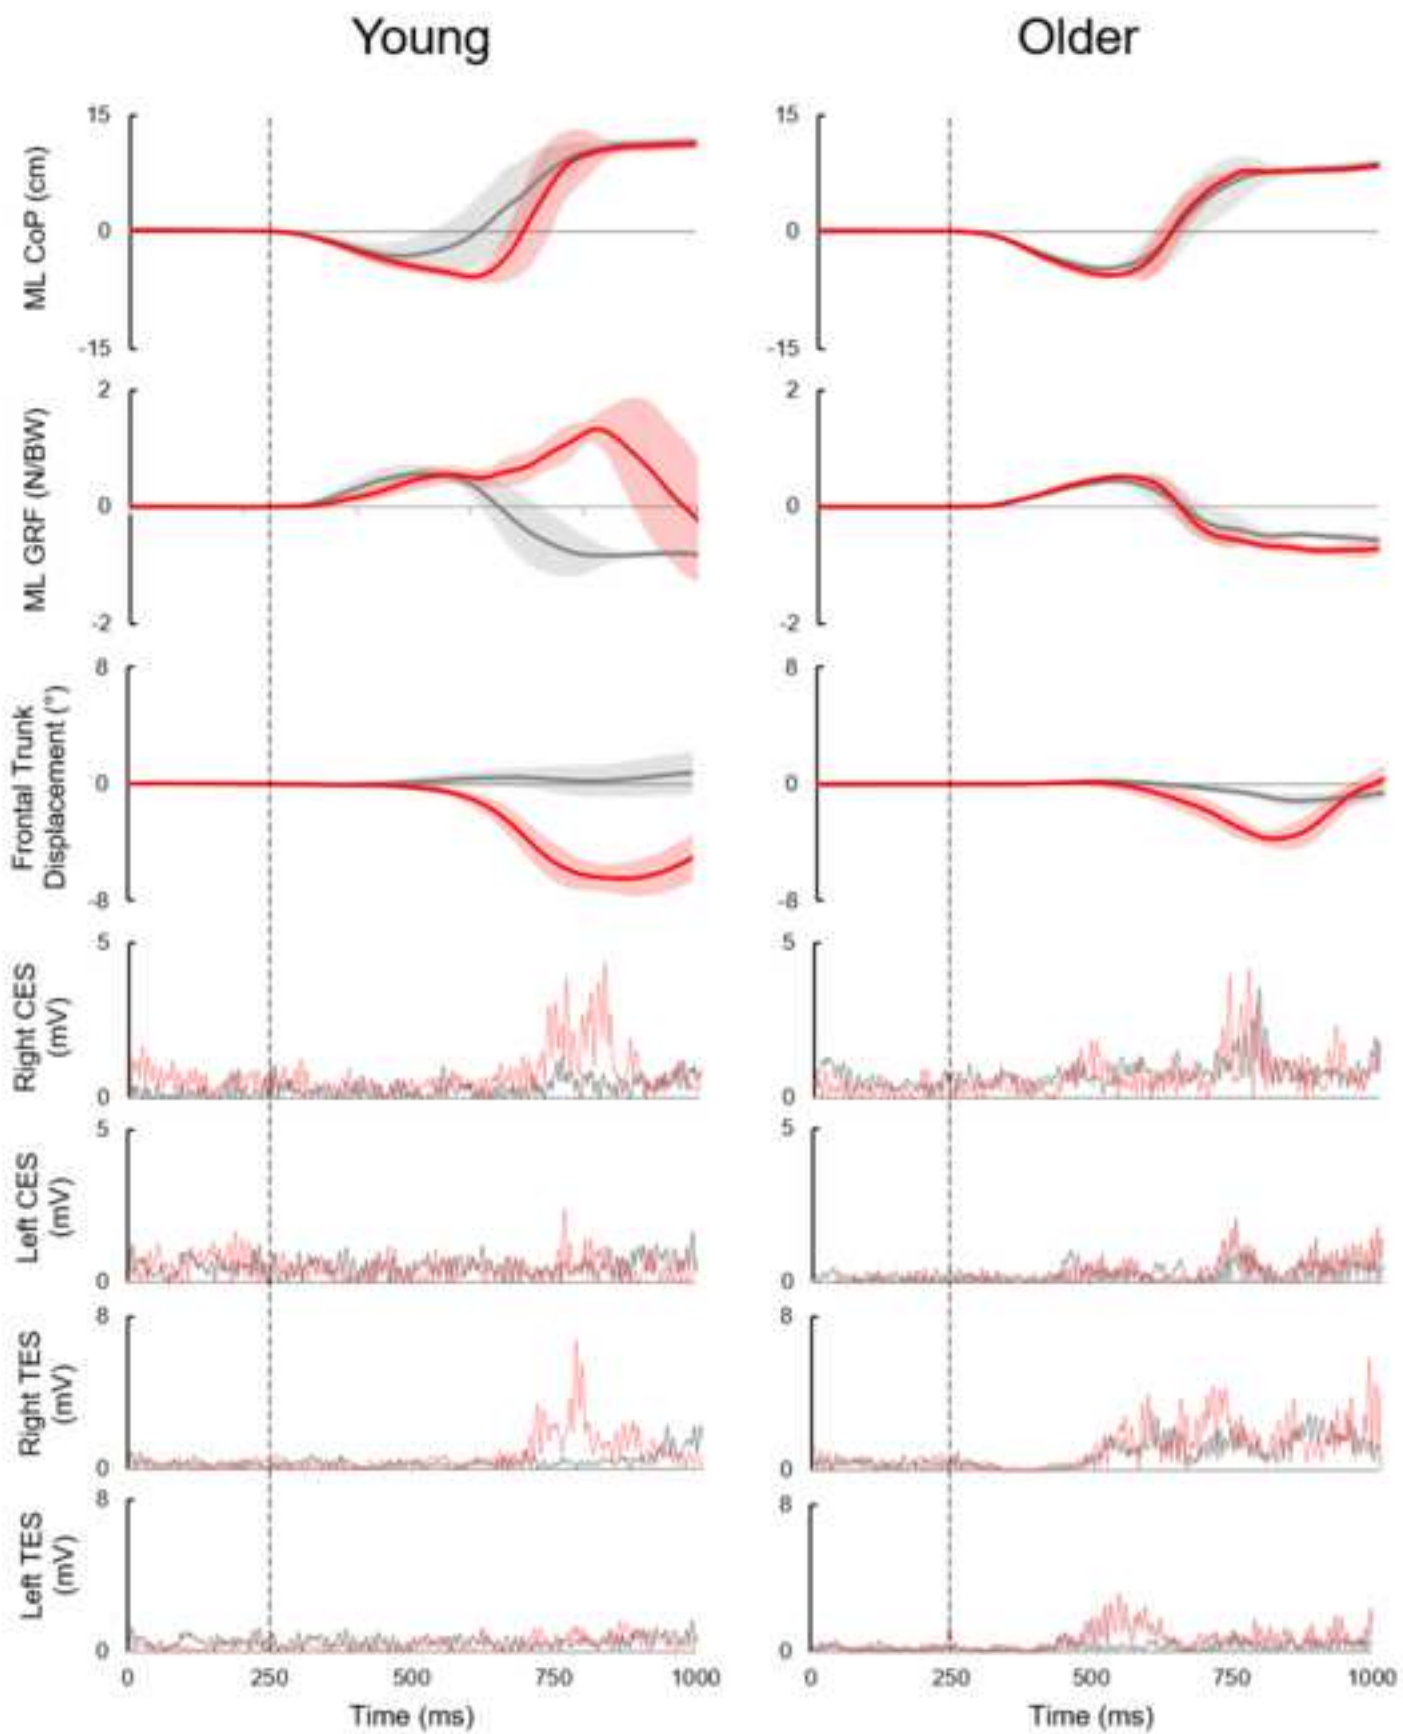 Young Older
ML CoP (cm)
15
0
-15
15
0
-15
ML GRF (N/BW)
2
0
-2
2
0
-2
Frontal Trunk
Displacement (°)
8
0
-8
8
0
-8
Right CES
(mV)
5
0
5
0
Left CES
(mV)
5
0
5
0
Right TES
(mV)
8
0
8
0
Left TES
(mV)
8
0
8
0
0 250 500 750 1000 0 250 500 750 1000
Time (ms) Time (ms)